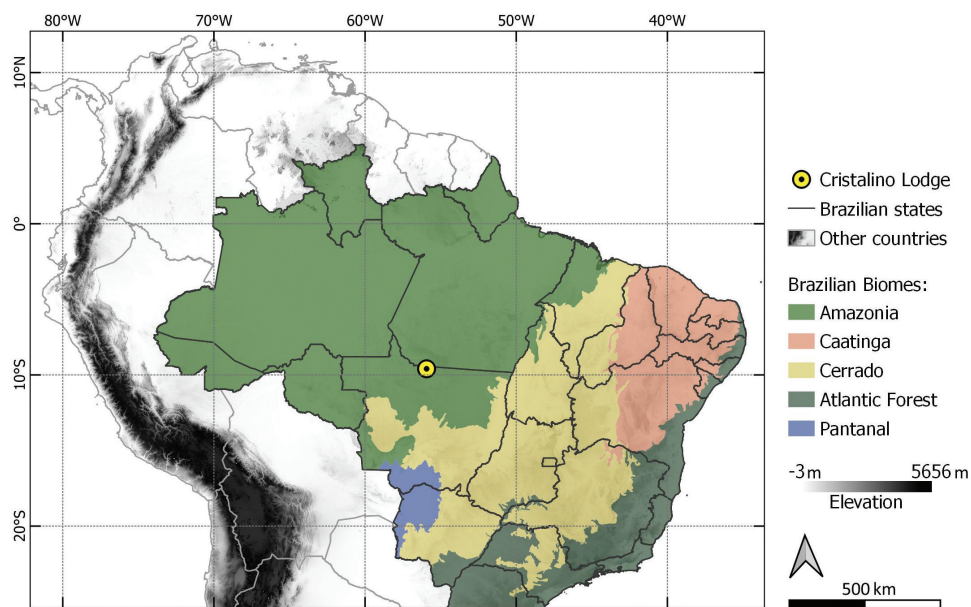 80°W 70°W 60°W 50°W 40°W
10°N
0°
10°S
20°S
Cristalino Lodge
Brazilian states
Other countries
Brazilian Biomes:
Amazonia
Caatinga
Cerrado
Atlantic Forest
Pantanal
-3 m 5656 m
Elevation
500 km